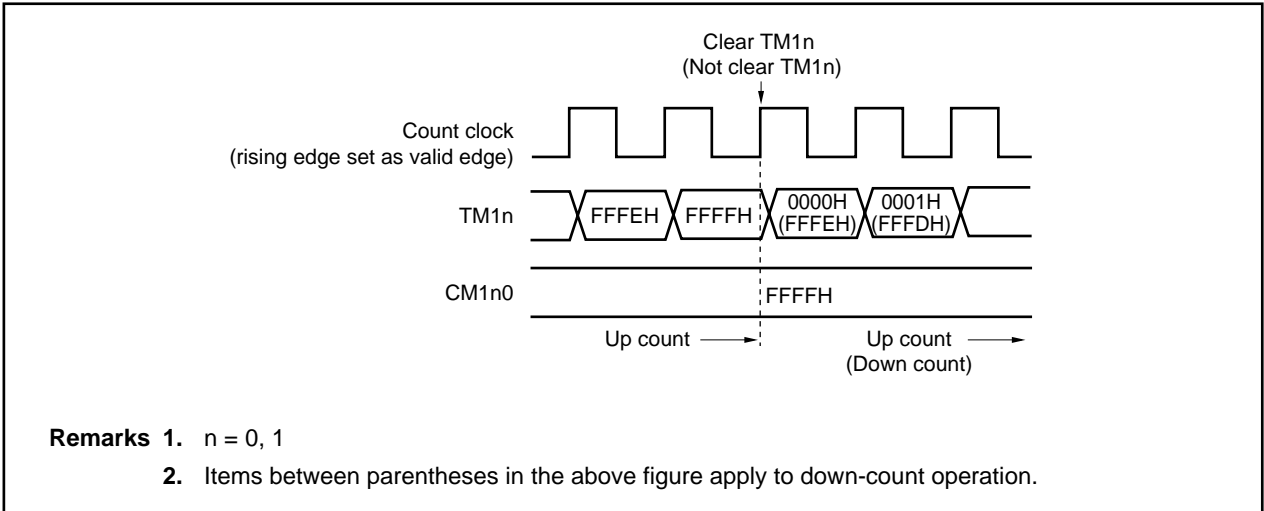 Clear TM1n
(Not clear TM1n)
Count clock
(rising edge set as valid edge)
TM1n
FFFEH
FFFFH
0000H
(FFFEH)
0001H
(FFFDH)
CM1n0
FFFFH
Up count
Up count
(Down count)
Remarks 1. n = 0, 1
2. Items between parentheses in the above figure apply to down-count operation.